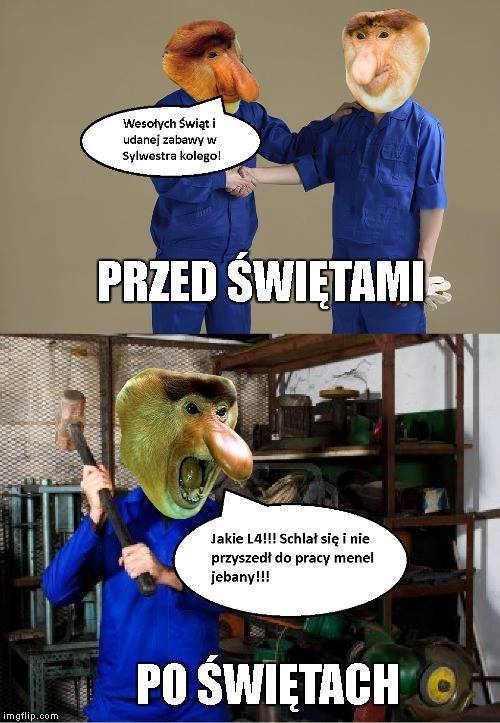 Wesołych Świąt i
udanej zabawy w
Sylwestra kolego!
PRZED ŚWIĘTAMI
Jakie L4!!! Schlał się i nie
przyszedł do pracy menel
jebany!!!
PO ŚWIĘTACH
imgflip.com